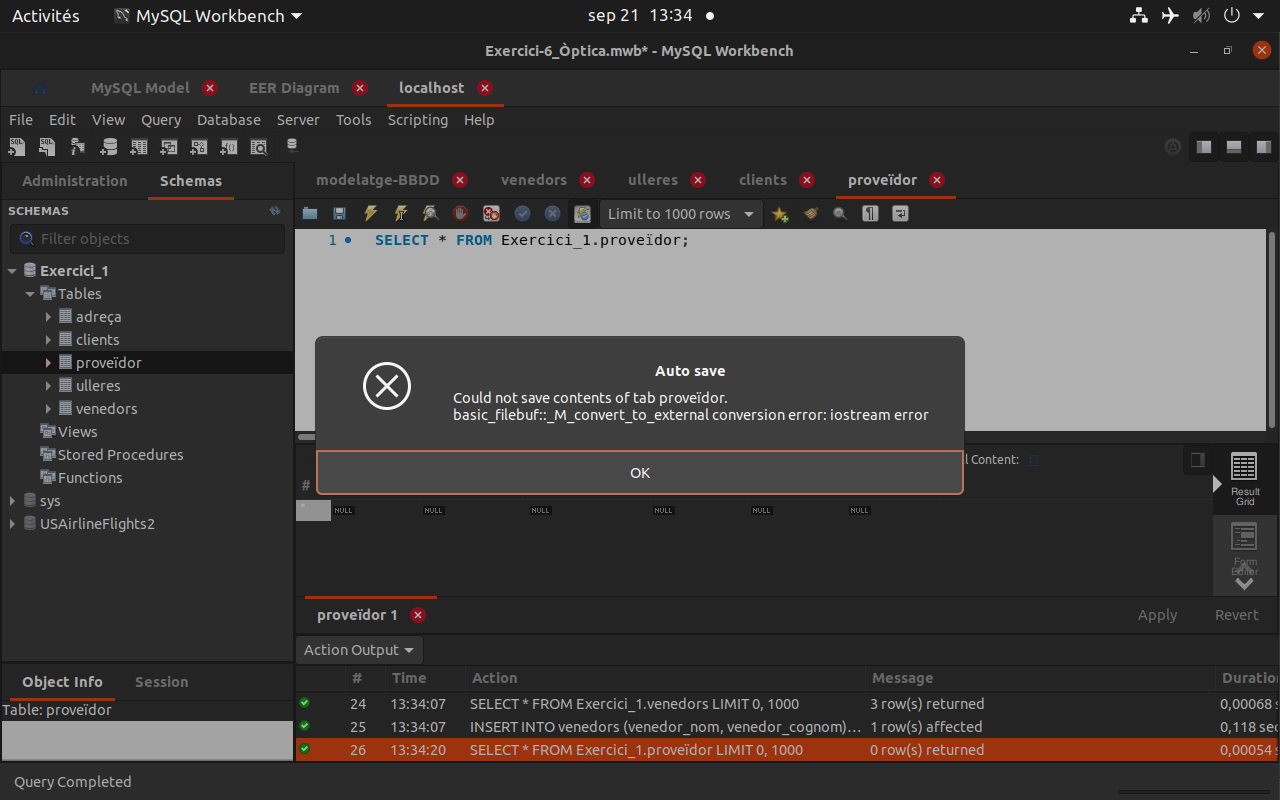 Activités
MySQL Workbench
sep 21 13:34
Exercici-6_Òptica.mwb* - MySQL Workbench
MySQL Model
EER Diagram
localhost
File Edit View Query Database Server Tools Scripting Help
Administration
Schemas
modelatge-BBDD
venedors
ulleres
clients
proveïdor
SCHEMAS
Filter objects
Limit to 1000 rows
1
SELECT * FROM Exercici_1.proveïdor;
Exercici_1
Tables
adreça
clients
proveïdor
ulleres
venedors
Views
Stored Procedures
Functions
sys
USAirlineFlights2
Auto save
Could not save contents of tab proveïdor.
basic_filebuf::_M_convert_to_external conversion error: iostream error
OK
l Content:
#
NULL NULL NULL NULL NULL NULL
Result
Grid
Form
Editor
proveïdor 1
Apply
Revert
Action Output
# Time Action Message Duration
24 13:34:07 SELECT * FROM Exercici_1.venedors LIMIT 0, 1000 3 row(s) returned 0,00068 s
25 13:34:07 INSERT INTO venedors (venedor_nom, venedor_cognom)... 1 row(s) affected 0,118 sec
26 13:34:20 SELECT * FROM Exercici_1.proveïdor LIMIT 0, 1000 0 row(s) returned 0,00054 s
Object Info
Session
Table: proveïdor
Query Completed